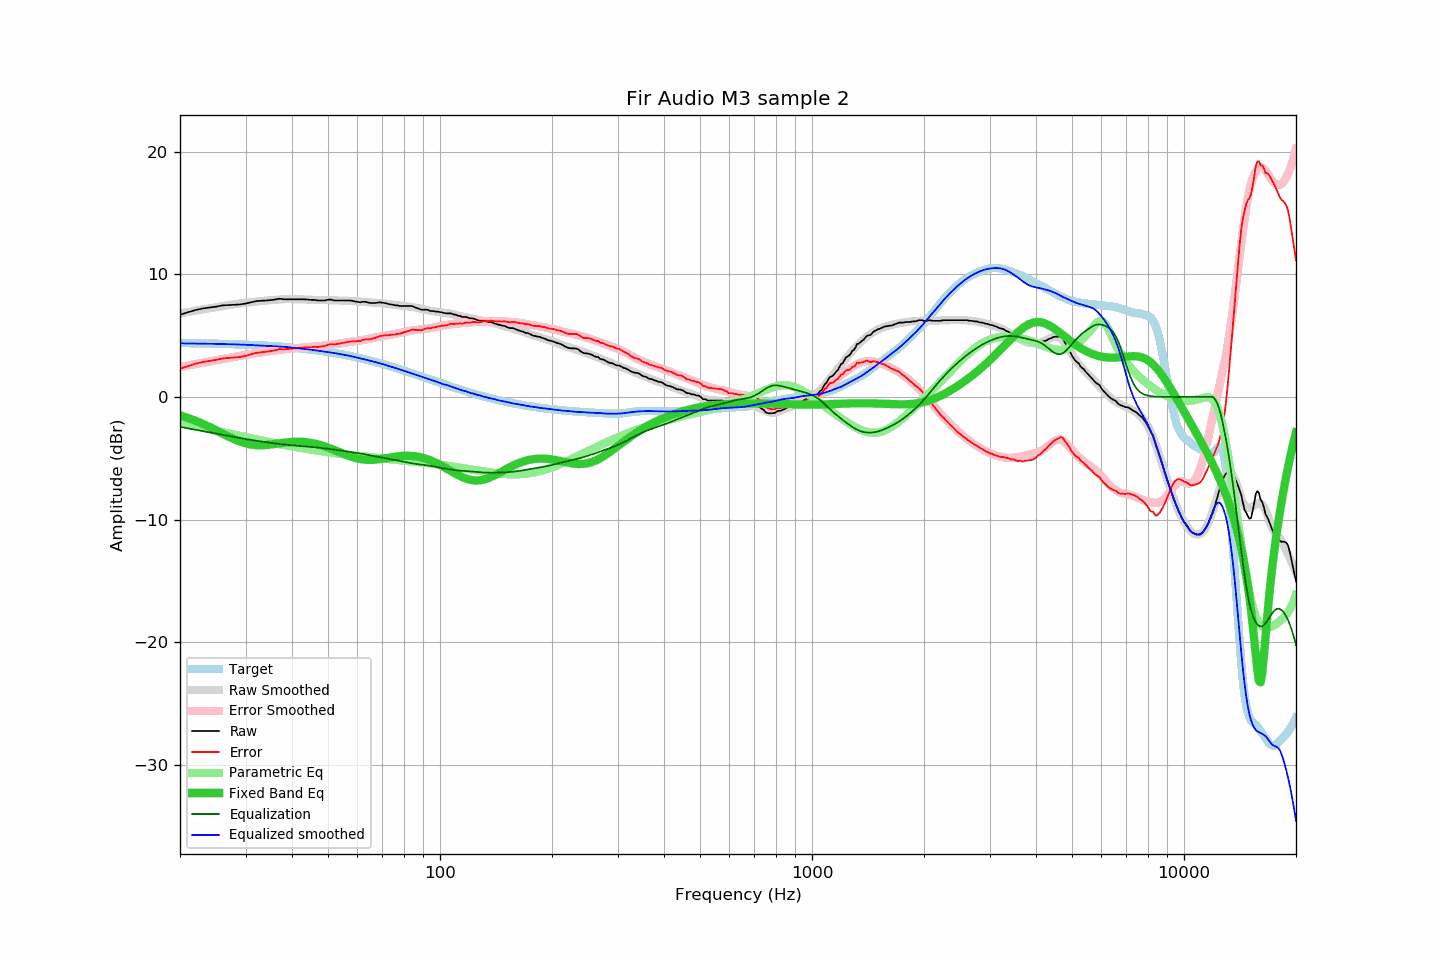 Fir Audio M3 sample 2
20
10
0
−10
−20
−30
Amplitude (dBr)
Target
Raw Smoothed
Error Smoothed
Raw
Error
Parametric Eq
Fixed Band Eq
Equalization
Equalized smoothed
100
1000
10000
Frequency (Hz)